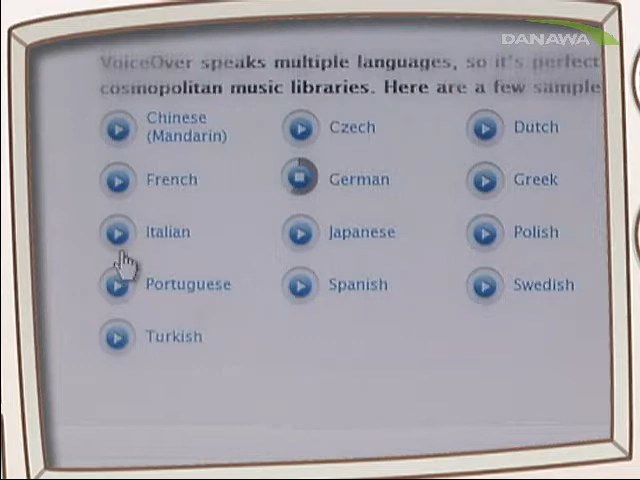 DANAWA
VoiceOver speaks multiple languages, so it's perfect
cosmopolitan music libraries. Here are a few sample
Chinese
(Mandarin)
Czech
Dutch
French
German
Greek
Italian
Japanese
Polish
Portuguese
Spanish
Swedish
Turkish